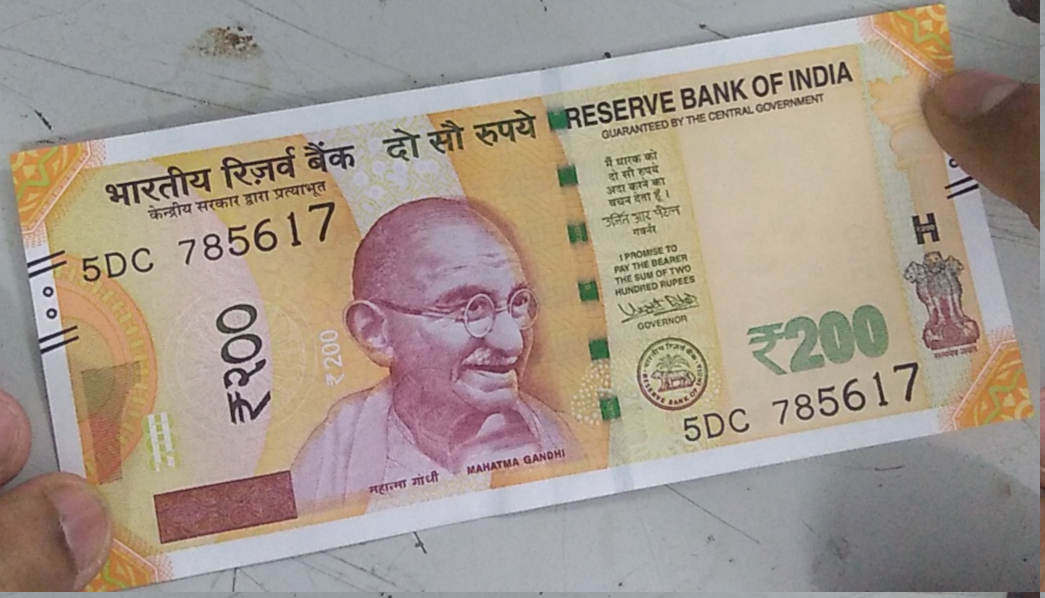 भारतीय रिज़र्व बैंक
केन्द्रीय सरकार द्वारा प्रत्याभूत
5DC 785617
दो सौ रुपये
RESERVE BANK OF INDIA
GUARANTEED BY THE CENTRAL GOVERNMENT
₹२००
₹200
मैं धारक को
दो सौ रुपये
अदा करने का
वचन देता हूँ ।
उर्जित आर पटेल
गवर्नर
I PROMISE TO
PAY THE BEARER
THE SUM OF TWO
HUNDRED RUPEES
GOVERNOR
RESERVE BANK OF INDIA
महात्मा गांधी
MAHATMA GANDHI
H
₹200
सत्यमेव जयते
5DC 785617